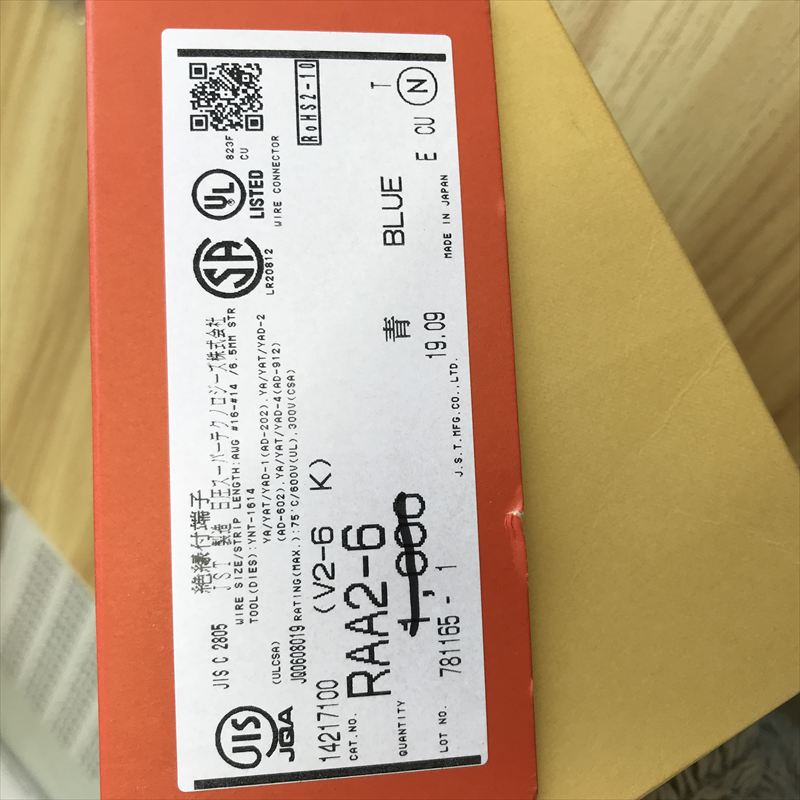 絶縁付端子
JIS C 2805 JST 製造 日圧スーパーテクノロジーズ株式会社
WIRE SIZE/STRIP LENGTH:AWG #16-#14 /6.5MM STR
TOOL(DIES):YNT-1614
YA/YAT/YAD-1(AD-202),YA/YAT/YAD-2
(AD-602),YA/YAT/YAD-4(AD-912)
(ULCSA)
JQ0608019 RATING(MAX.):75°C/600V(UL),300V(CSA)
JIS
JQA
SA
LR20812
UL
LISTED
823F
CU
WIRE CONNECTOR
RoHS2-10
14217100 (V2-6 K)
CAT.NO. RAA2-6 青 BLUE T
QUANTITY 1,000
19.09 E CU N
LOT NO. 781165 - 1 J.S.T.MFG.CO.,LTD. MADE IN JAPAN